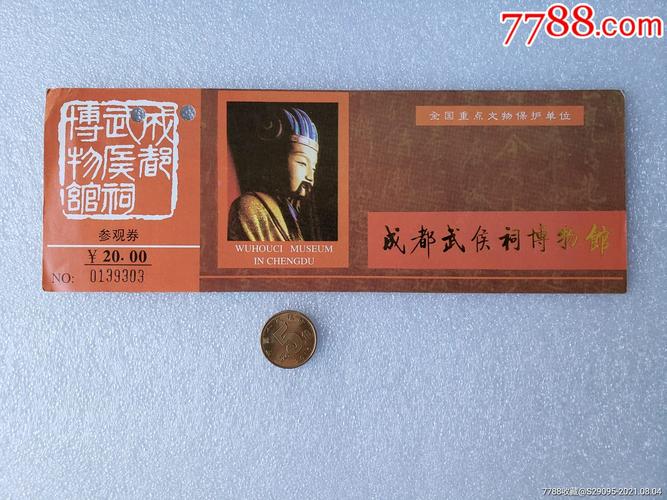 7788.com
成都
武侯祠
博物館
参观券
¥ 20.00
NO: 0139303
WUHOUCI MUSEUM
IN CHENGDU
全国重点文物保护单位
成都武侯祠博物館
5
7788收藏@S29095-2021.08.04